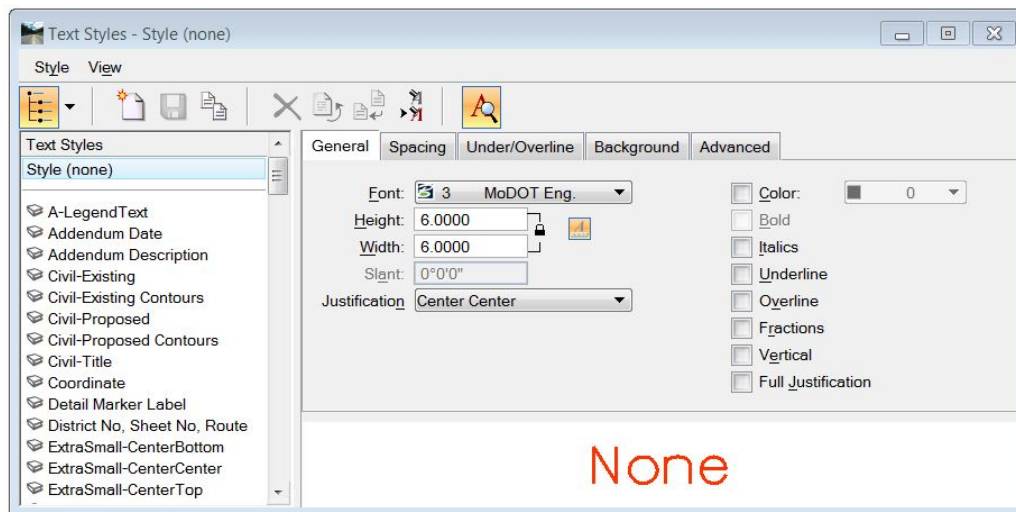 Text Styles - Style (none)
Style View
Text Styles
Style (none)
A-LegendText
Addendum Date
Addendum Description
Civil-Existing
Civil-Existing Contours
Civil-Proposed
Civil-Proposed Contours
Civil-Title
Coordinate
Detail Marker Label
District No, Sheet No, Route
ExtraSmall-CenterBottom
ExtraSmall-CenterCenter
ExtraSmall-CenterTop
General Spacing Under/Overline Background Advanced
Font: 3 MoDOT Eng.
Height: 6.0000
Width: 6.0000
Slant: 0°0'0"
Justification Center Center
Color: 0
Bold
Italics
Underline
Overline
Fractions
Vertical
Full Justification
None